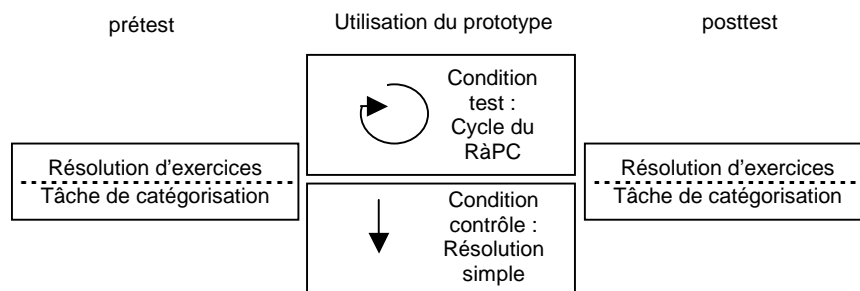 prétest
Utilisation du prototype
posttest
Résolution d'exercices
Tâche de catégorisation
Condition
test :
Cycle du
RàPC
Condition
contrôle :
Résolution
simple
Résolution d'exercices
Tâche de catégorisation